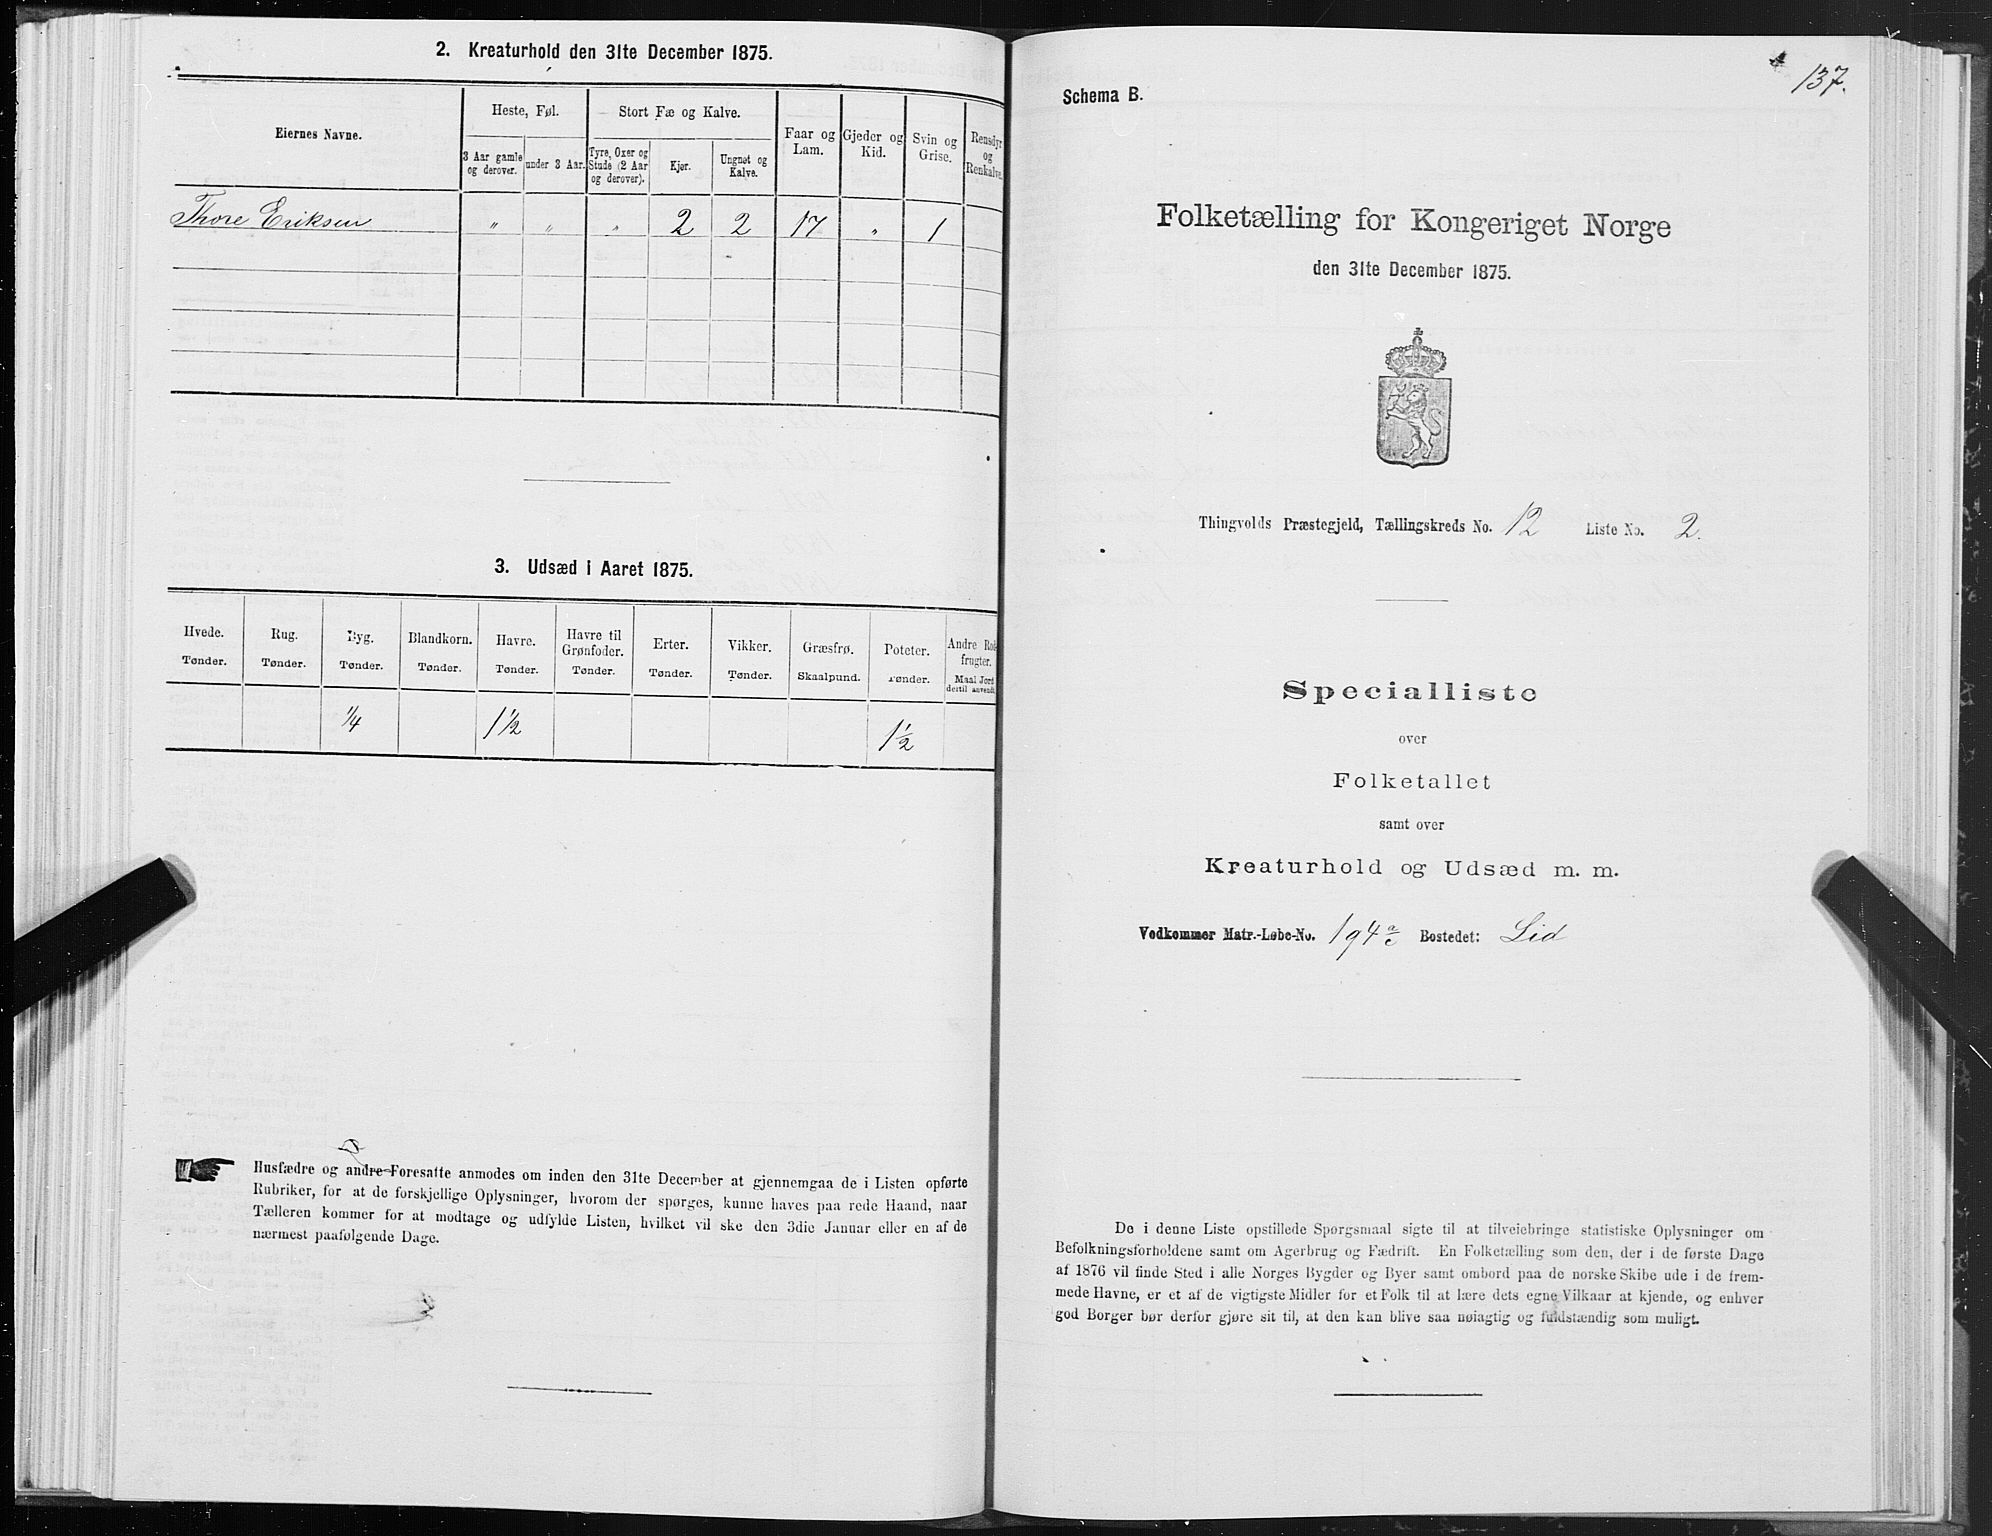 2. Kreaturhold den 31te December 1875.
Eiernes Navne.
Heste, Føl.
Stort Fæ og Kalve.
Faar og Lam.
Gjeder og Kid.
Svin og Grise.
Rensdyr og Renkalve.
3 Aar gamle og derover.
under 3 Aar.
Tyre, Oxer og Stude (2 Aar og derover).
Kjør.
Ungnøt og Kalve.
Thore Eriksen " " " 2 2 17 " 1
3. Udsæd i Aaret 1875.
Hvede. Rug. Byg. Blandkorn. Havre. Havre til Grønfoder. Erter. Vikker. Græsfrø. Poteter. Andre Rodfrugter.
Tønder. Tønder. Tønder. Tønder. Tønder. Tønder. Tønder. Tønder. Skaalpund. Tønder. Maal Jord dertil anvendt.
1/4 1 1/2 1 1/2
Husfædre og andre Foresatte anmodes om inden den 31te December at gjennemgaa de i Listen opførte
Rubriker, for at de forskjellige Oplysninger, hvorom der spørges, kunne haves paa rede Haand, naar
Tælleren kommer for at modtage og udfylde Listen, hvilket vil ske den 3die Januar eller en af de
nærmest paafølgende Dage.
137.
Schema B.
Folketælling for Kongeriget Norge
den 31te December 1875.
Thingvolds Præstegjeld, Tællingskreds No. 12 Liste No. 2.
Specialliste
over
Folketallet
samt over
Kreaturhold og Udsæd m. m.
Vedkommer Matr.-Løbe-No. 194 a/c Bostedet: Lid
De i denne Liste opstillede Spørgsmaal sigte til at tilveiebringe statistiske Oplysninger om
Befolkningsforholdene samt om Agerbrug og Fædrift. En Folketælling som den, der i de første Dage
af 1876 vil finde Sted i alle Norges Bygder og Byer samt ombord paa de norske Skibe ude i de frem-
mede Havne, er et af de vigtigste Midler for et Folk til at lære dets egne Vilkaar at kjende, og enhver
god Borger bør derfor gjøre sit til, at den kan blive saa nøiagtig og fuldstændig som muligt.